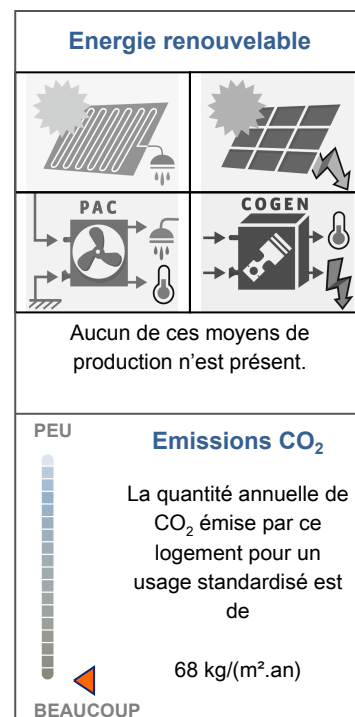 Energie renouvelable
PAC
COGEN
Aucun de ces moyens de
production n'est présent.
PEU
Emissions CO₂
La quantité annuelle de
CO₂ émise par ce
logement pour un
usage standardisé est
de
68 kg/(m².an)
BEAUCOUP